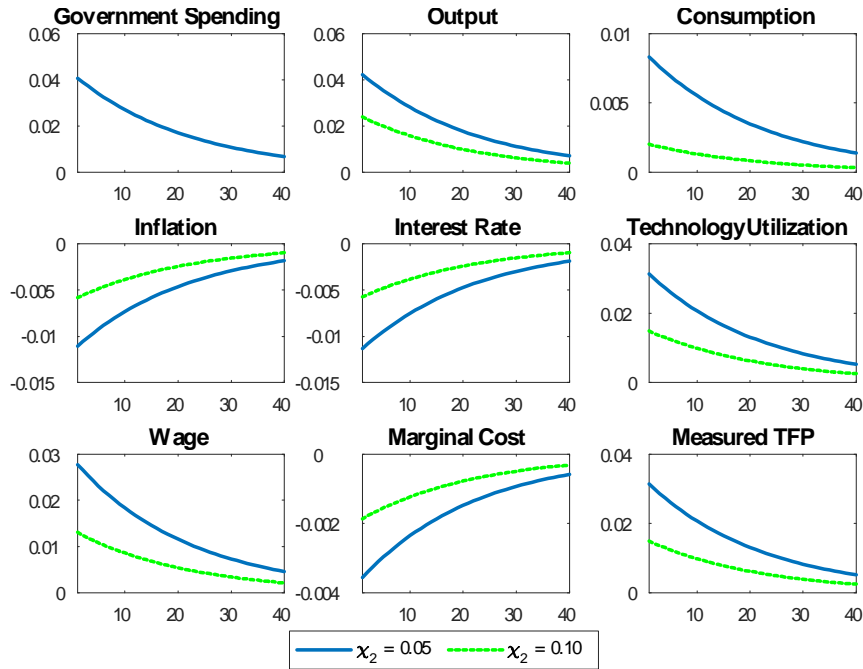 Government Spending
Output
Consumption
0.06
0.04
0.02
0
10 20 30 40
0.06
0.04
0.02
0
10 20 30 40
0.01
0.005
0
10 20 30 40
Inflation
Interest Rate
Technology Utilization
0
-0.005
-0.01
-0.015
10 20 30 40
0
-0.005
-0.01
-0.015
10 20 30 40
0.04
0.02
0
10 20 30 40
Wage
Marginal Cost
Measured TFP
0.03
0.02
0.01
0
10 20 30 40
0
-0.002
-0.004
10 20 30 40
0.04
0.02
0
10 20 30 40
χ₂ = 0.05 χ₂ = 0.10